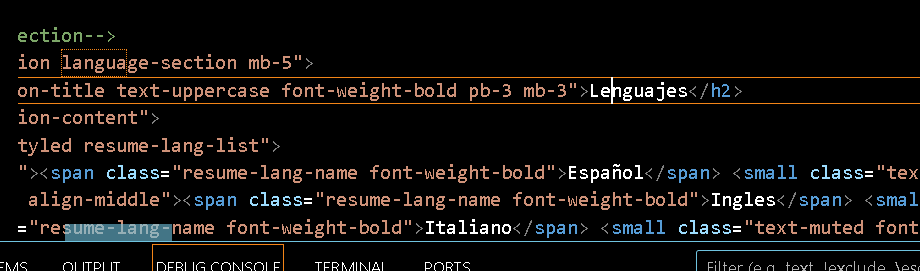 ection-->
ion language-section mb-5">
on-title text-uppercase font-weight-bold pb-3 mb-3">Lenguajes</h2>
ion-content">
tyled resume-lang-list">
"><span class="resume-lang-name font-weight-bold">Español</span> <small class="tex
align-middle"><span class="resume-lang-name font-weight-bold">Ingles</span> <smal
="resume-lang-name font-weight-bold">Italiano</span> <small class="text-muted font
EMS OUTPUT DEBUG CONSOLE TERMINAL PORTS Filter (e.g. text, !exclude, \es